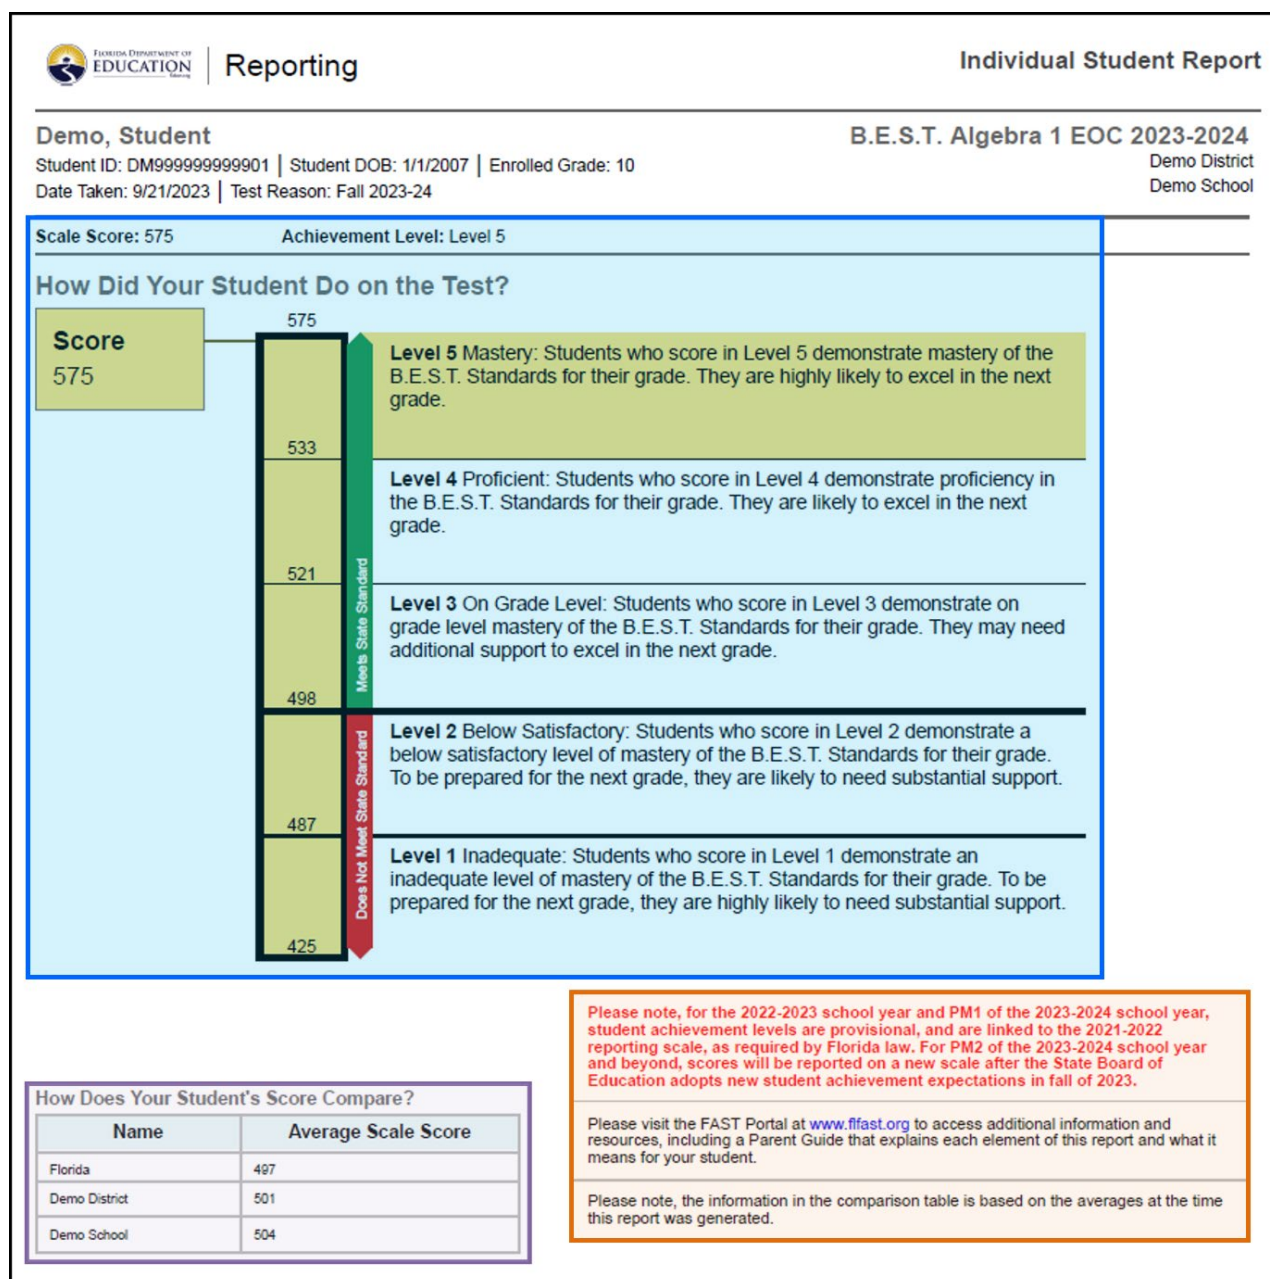 FLORIDA DEPARTMENT OF
EDUCATION
Reporting
Individual Student Report
Demo, Student
B.E.S.T. Algebra 1 EOC 2023-2024
Student ID: DM999999999901 | Student DOB: 1/1/2007 | Enrolled Grade: 10
Demo District
Date Taken: 9/21/2023 | Test Reason: Fall 2023-24
Demo School
Scale Score: 575 Achievement Level: Level 5
How Did Your Student Do on the Test?
Score
575
575
Level 5 Mastery: Students who score in Level 5 demonstrate mastery of the
B.E.S.T. Standards for their grade. They are highly likely to excel in the next
grade.
533
Level 4 Proficient: Students who score in Level 4 demonstrate proficiency in
the B.E.S.T. Standards for their grade. They are likely to excel in the next
grade.
521
Level 3 On Grade Level: Students who score in Level 3 demonstrate on
grade level mastery of the B.E.S.T. Standards for their grade. They may need
additional support to excel in the next grade.
Meets State Standard
498
Level 2 Below Satisfactory: Students who score in Level 2 demonstrate a
below satisfactory level of mastery of the B.E.S.T. Standards for their grade.
To be prepared for the next grade, they are likely to need substantial support.
487
Does Not Meet State Standard
Level 1 Inadequate: Students who score in Level 1 demonstrate an
inadequate level of mastery of the B.E.S.T. Standards for their grade. To be
prepared for the next grade, they are highly likely to need substantial support.
425
Please note, for the 2022-2023 school year and PM1 of the 2023-2024 school year,
student achievement levels are provisional, and are linked to the 2021-2022
reporting scale, as required by Florida law. For PM2 of the 2023-2024 school year
and beyond, scores will be reported on a new scale after the State Board of
Education adopts new student achievement expectations in fall of 2023.
Please visit the FAST Portal at www.flfast.org to access additional information and
resources, including a Parent Guide that explains each element of this report and what it
means for your student.
Please note, the information in the comparison table is based on the averages at the time
this report was generated.
How Does Your Student's Score Compare?
Name Average Scale Score
Florida 497
Demo District 501
Demo School 504